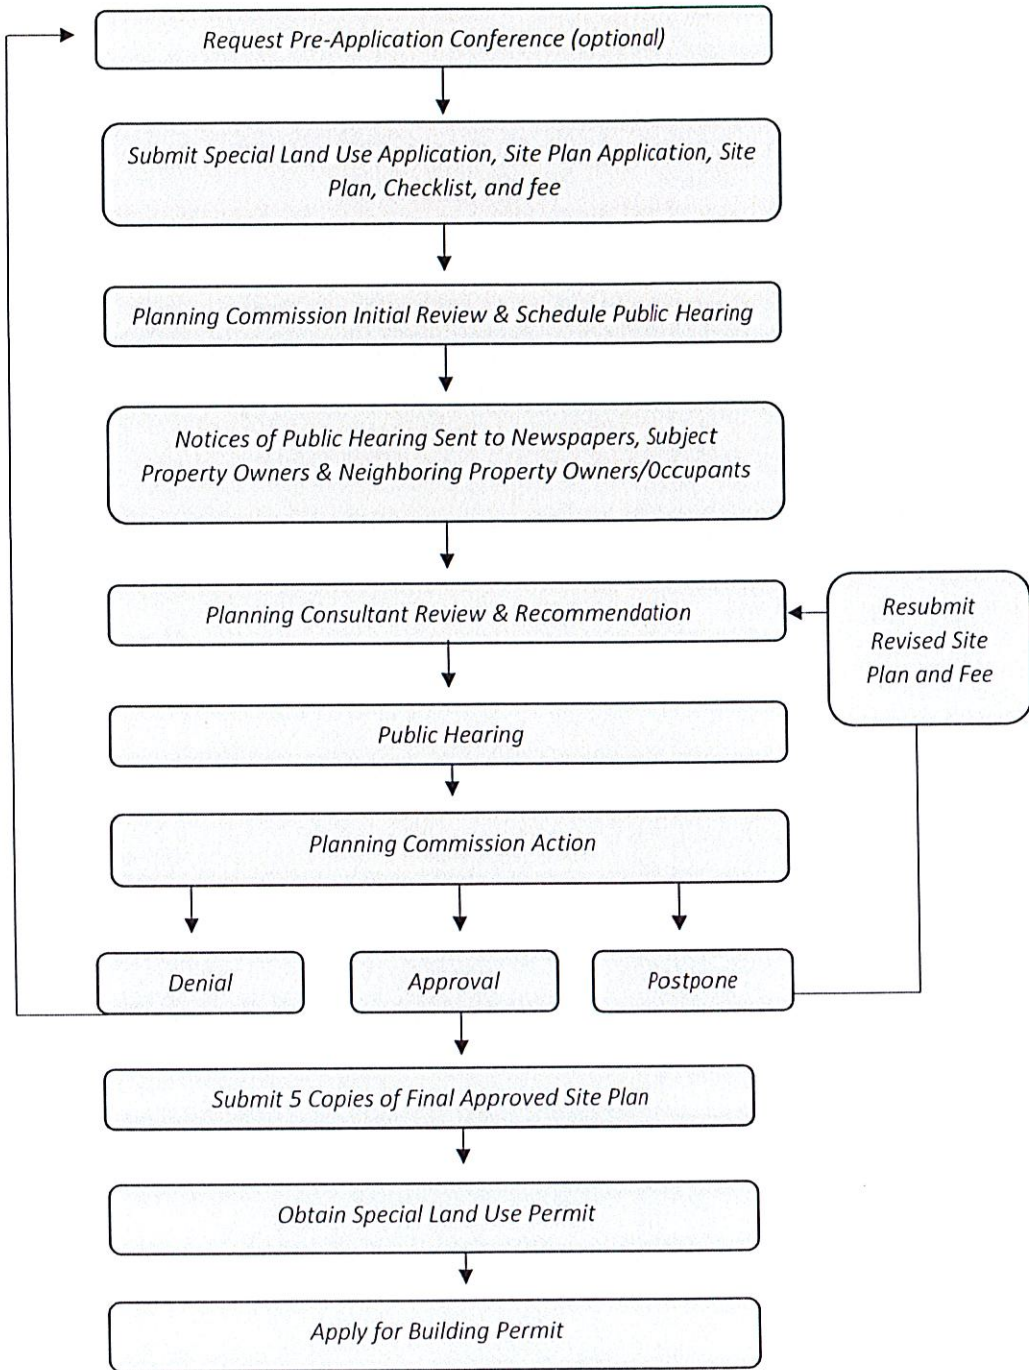 Request Pre-Application Conference (optional)
Submit Special Land Use Application, Site Plan Application, Site
Plan, Checklist, and fee
Planning Commission Initial Review & Schedule Public Hearing
Notices of Public Hearing Sent to Newspapers, Subject
Property Owners & Neighboring Property Owners/Occupants
Planning Consultant Review & Recommendation
Resubmit
Revised Site
Plan and Fee
Public Hearing
Planning Commission Action
Denial
Approval
Postpone
Submit 5 Copies of Final Approved Site Plan
Obtain Special Land Use Permit
Apply for Building Permit